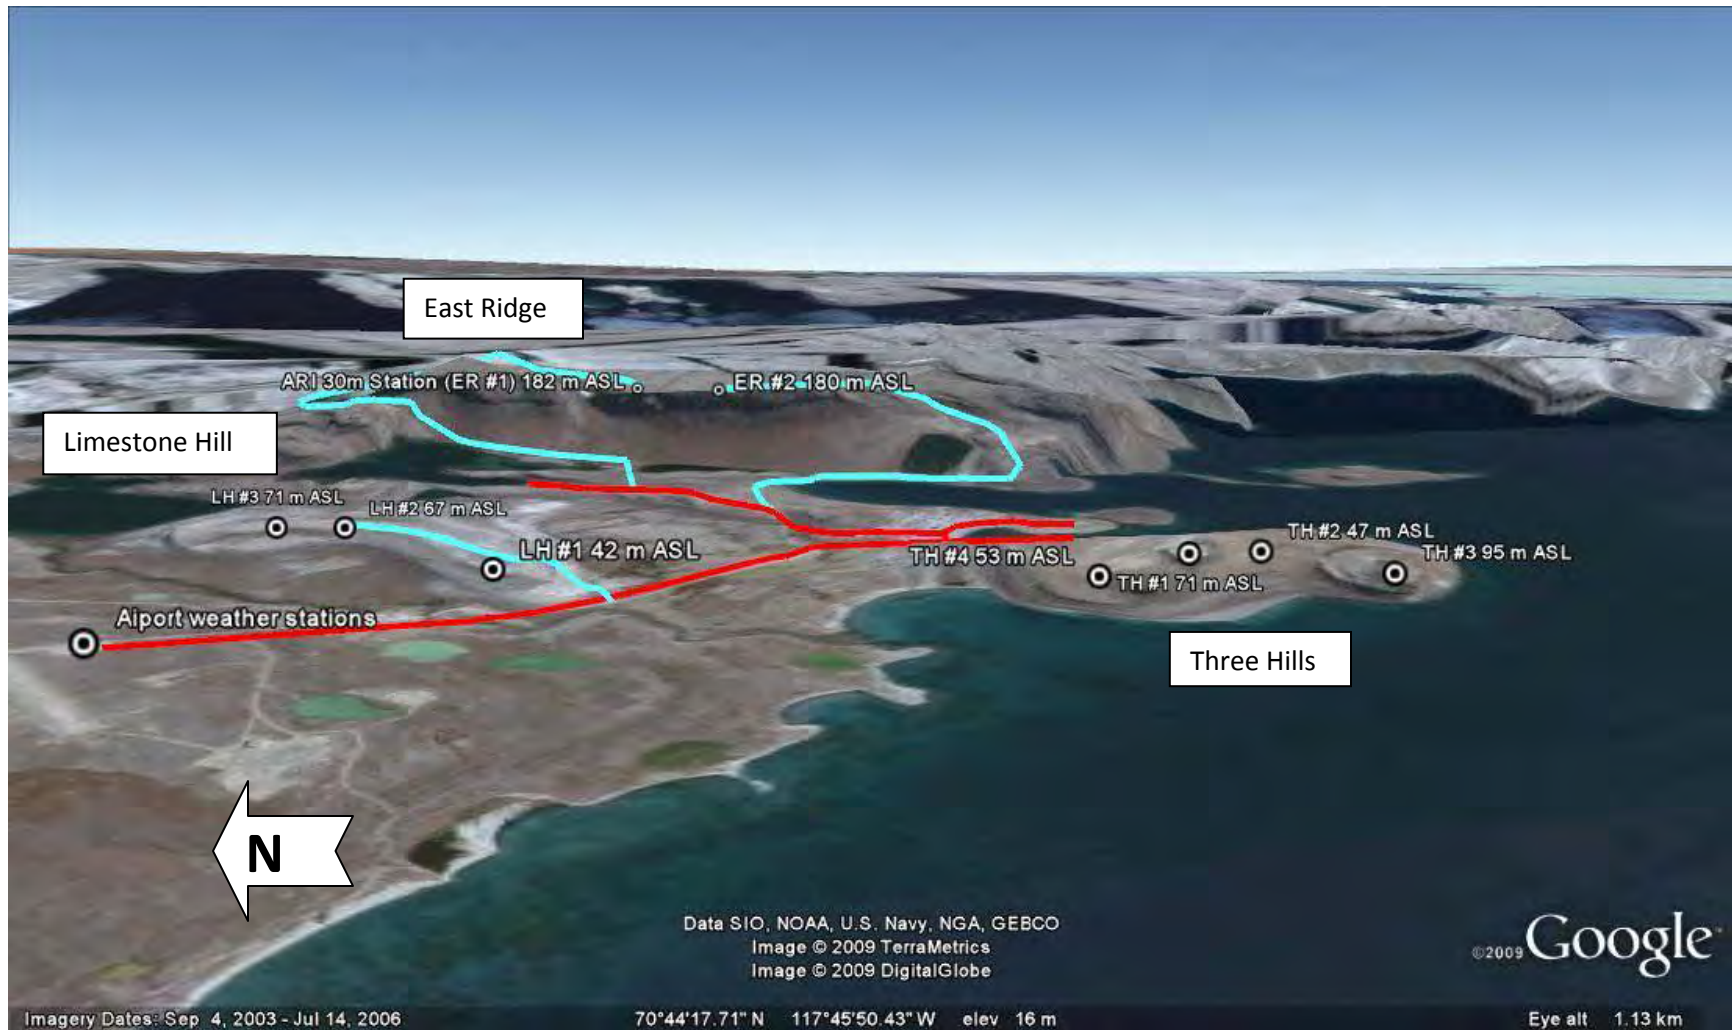 East Ridge
ARI 30m Station (ER #1) 182 m ASL
ER #2 180 m ASL
Limestone Hill
LH #3 71 m ASL
LH #2 67 m ASL
LH #1 42 m ASL
TH #4 53 m ASL
TH #2 47 m ASL
TH #3 95 m ASL
TH #1 71 m ASL
Aiport weather stations
Three Hills
N
Data SIO, NOAA, U.S. Navy, NGA, GEBCO
Image © 2009 TerraMetrics
Image © 2009 DigitalGlobe
©2009 Google
Imagery Dates: Sep 4, 2003 - Jul 14, 2006
70°44'17.71" N 117°45'50.43" W elev 16 m
Eye alt 1.13 km